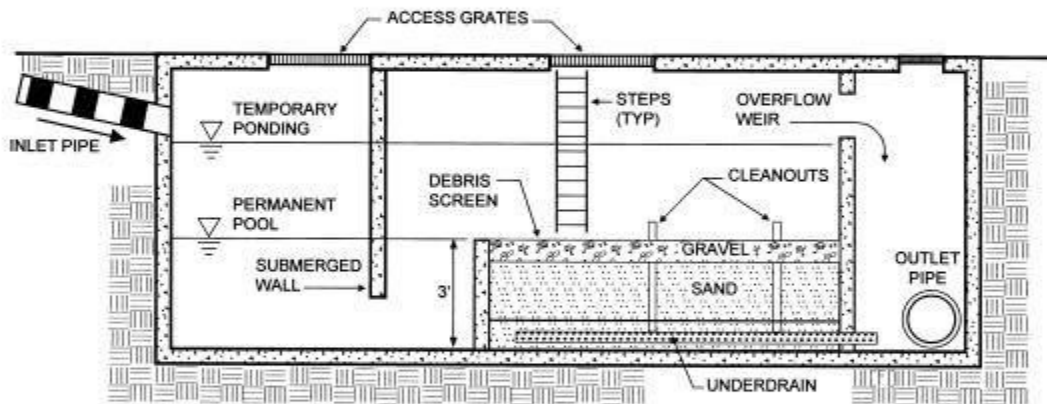 ACCESS GRATES
INLET PIPE
TEMPORARY
PONDING
STEPS
(TYP)
OVERFLOW
WEIR
PERMANENT
POOL
DEBRIS
SCREEN
CLEANOUTS
SUBMERGED
WALL
3'
GRAVEL
SAND
OUTLET
PIPE
UNDERDRAIN